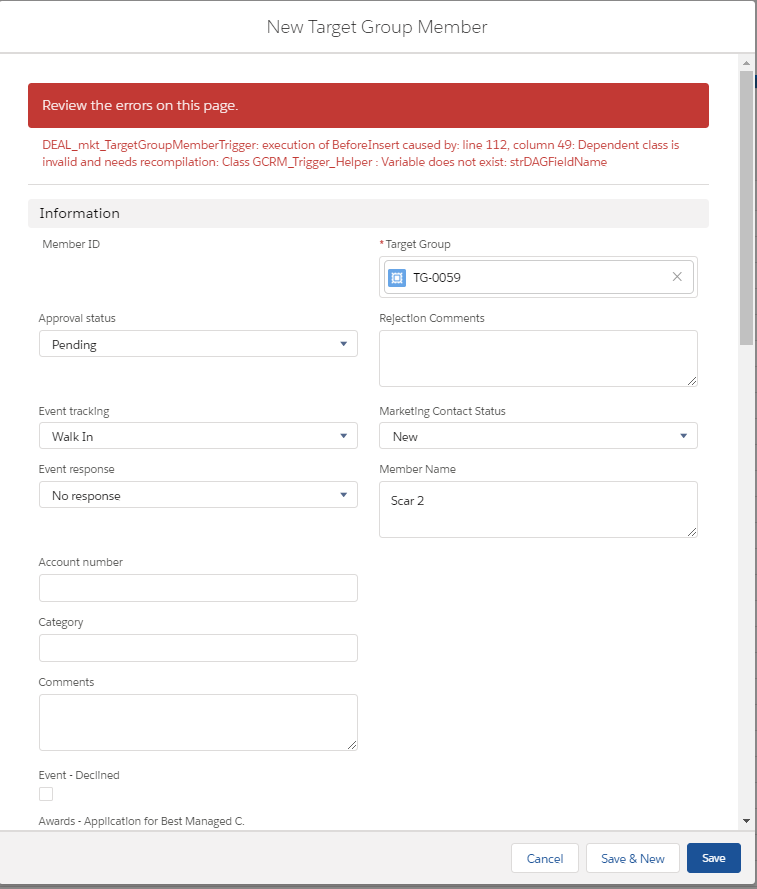 New Target Group Member
Review the errors on this page.
DEAL_mkt_TargetGroupMemberTrigger: execution of BeforeInsert caused by: line 112, column 49: Dependent class is
invalid and needs recompilation: Class GCRM_Trigger_Helper : Variable does not exist: strDAGFieldName
Information
Member ID
* Target Group
TG-0059
Approval status
Rejection Comments
Pending
Event tracking
Marketing Contact Status
Walk In
New
Event response
Member Name
No response
Scar 2
Account number
Category
Comments
Event - Declined
Awards - Application for Best Managed C.
Cancel
Save & New
Save